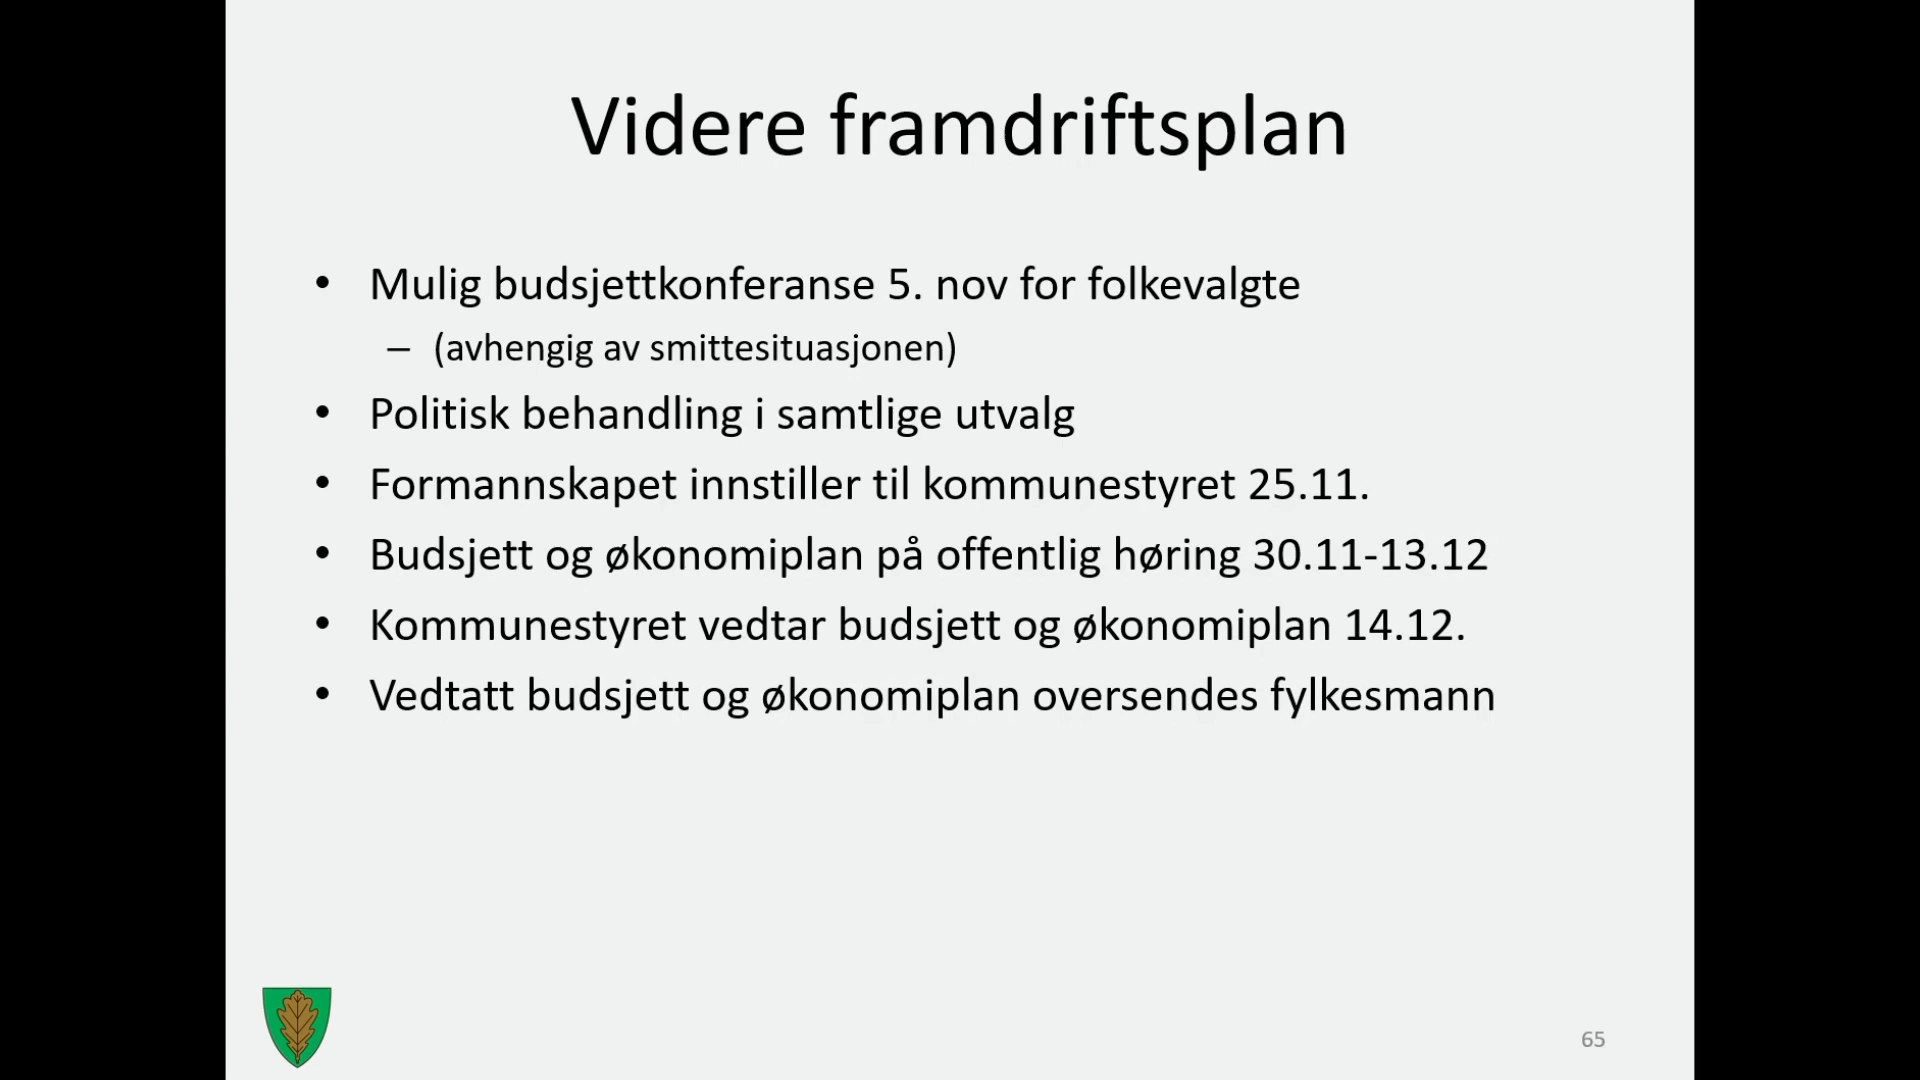 Videre framdriftsplan
• Mulig budsjettkonferanse 5. nov for folkevalgte
– (avhengig av smittesituasjonen)
• Politisk behandling i samtlige utvalg
• Formannskapet innstiller til kommunestyret 25.11.
• Budsjett og økonomiplan på offentlig høring 30.11-13.12
• Kommunestyret vedtar budsjett og økonomiplan 14.12.
• Vedtatt budsjett og økonomiplan oversendes fylkesmann
65